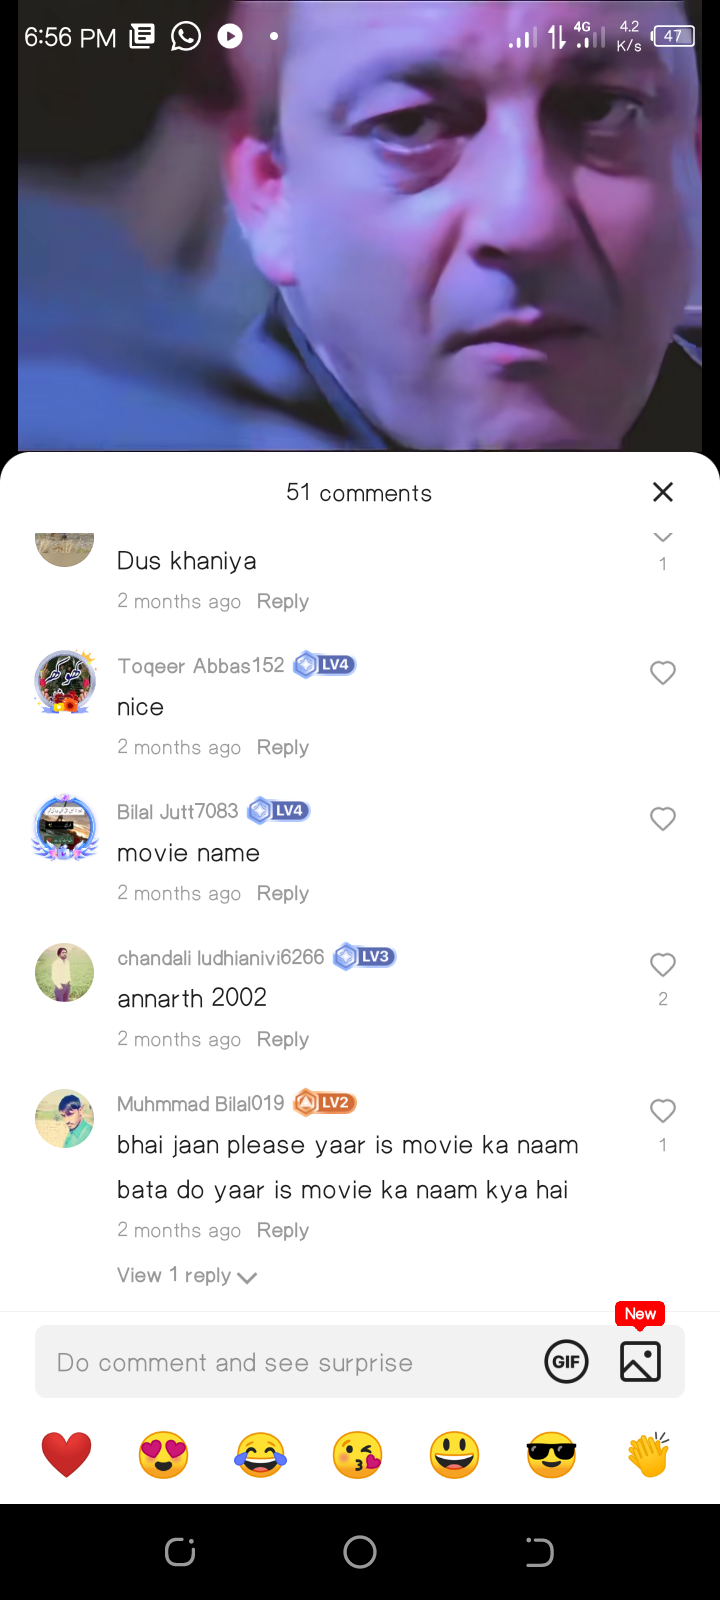 6:56 PM
4G
4.2
K/s
47
51 comments
1
Dus khaniya
2 months ago Reply
Toqeer Abbas152 LV4
nice
2 months ago Reply
Bilal Jutt7083 LV4
movie name
2 months ago Reply
chandali ludhianivi6266 LV3
annarth 2002
2
2 months ago Reply
Muhmmad Bilal019 LV2
bhai jaan please yaar is movie ka naam
1
bata do yaar is movie ka naam kya hai
2 months ago Reply
View 1 reply
New
Do comment and see surprise
GIF